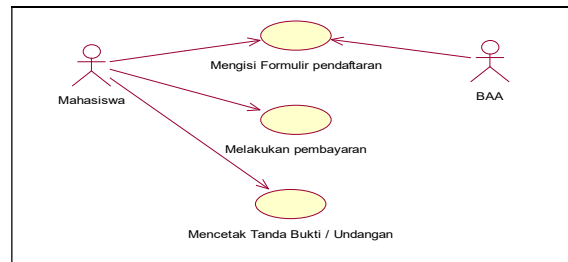 Mengisi Formulir pendaftaran
Mahasiswa
BAA
Melakukan pembayaran
Mencetak Tanda Bukti / Undangan